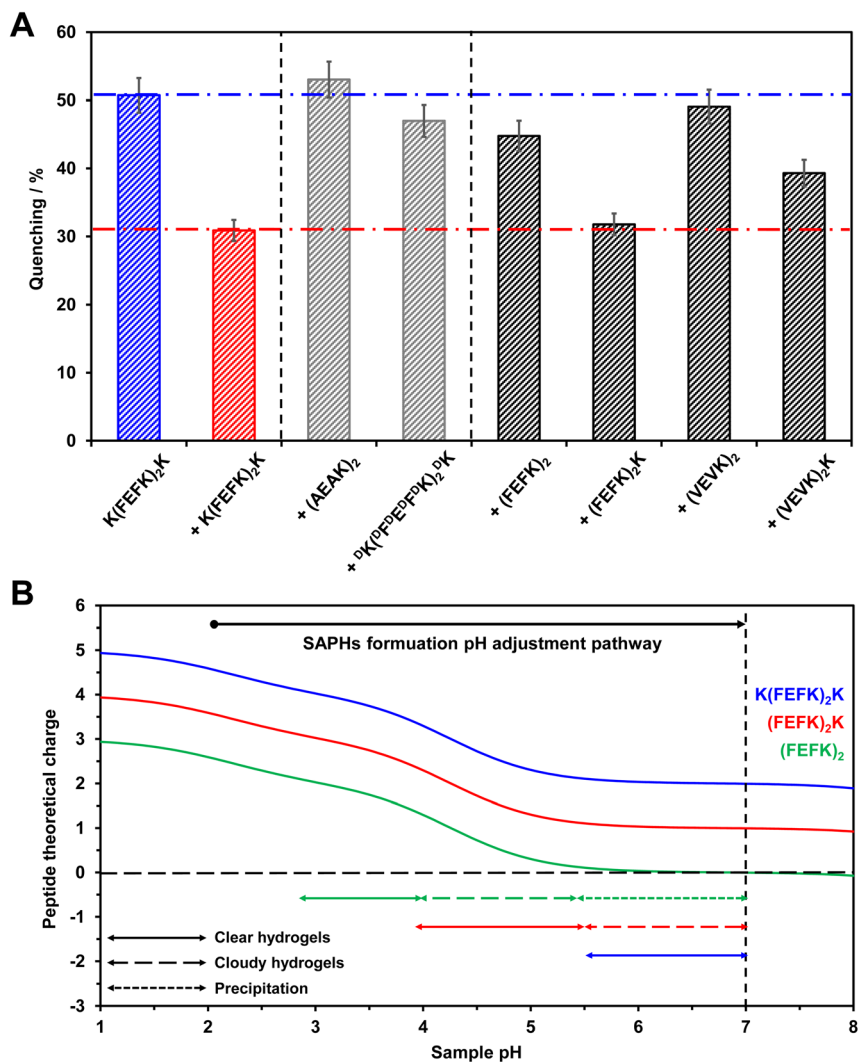 A
60
50
40
30
20
10
0
Quenching / %
K(FEFK)₂K
+ K(FEFK)₂K
+ (AEAK)₂
+ ᴰK(ᴰFᴰEᴰFᴰK)₂ᴰK
+ (FEFK)₂
+ (FEFK)₂K
+ (VEVK)₂
+ (VEVK)₂K
B
6
5
4
3
2
1
0
-1
-2
-3
Peptide theoretical charge
SAPHs formuation pH adjustment pathway
K(FEFK)₂K
(FEFK)₂K
(FEFK)₂
Clear hydrogels
Cloudy hydrogels
Precipitation
1 2 3 4 5 6 7 8
Sample pH